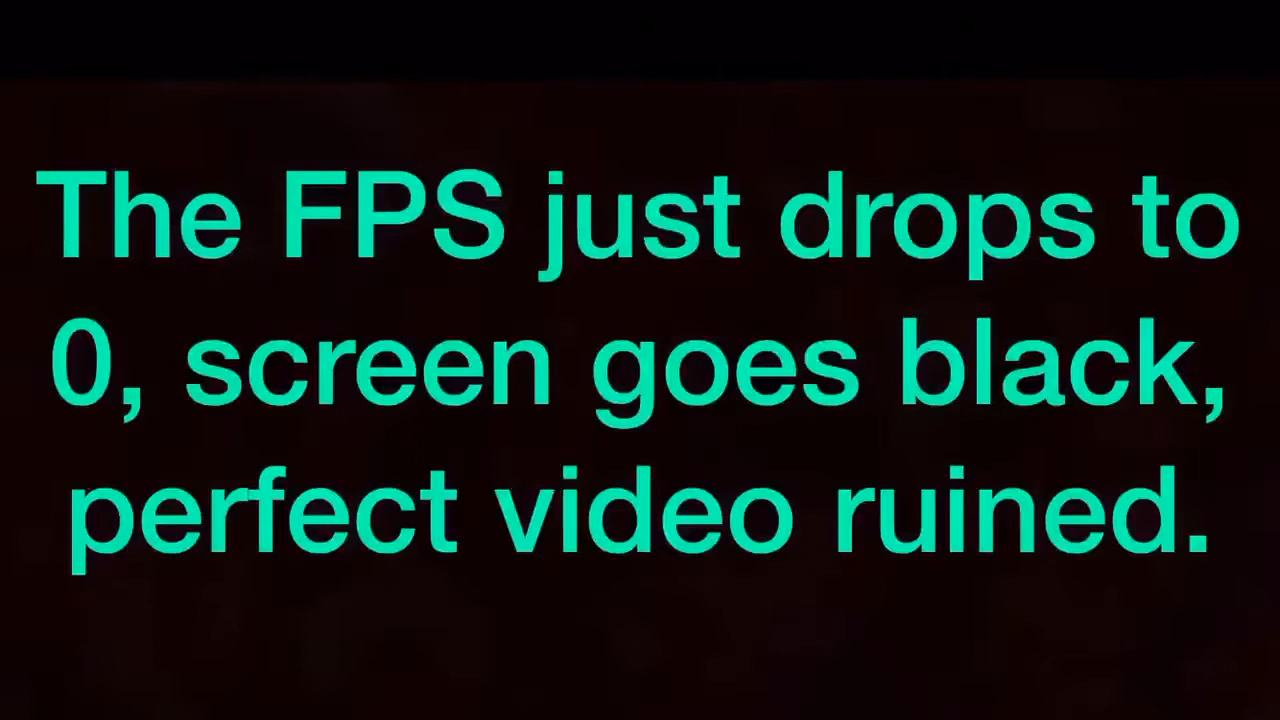 The FPS just drops to
0, screen goes black,
perfect video ruined.